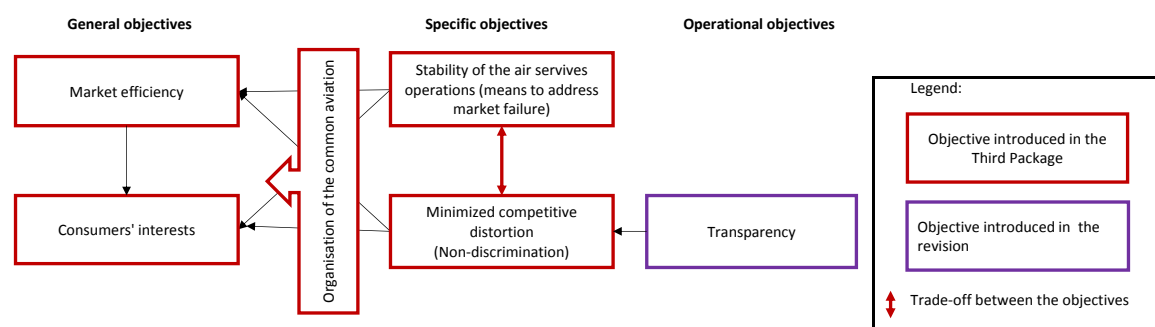 General objectives
Specific objectives
Operational objectives
Market efficiency
Consumers' interests
Organisation of the common aviation
Stability of the air servives
operations (means to address
market failure)
Minimized competitive
distortion
(Non-discrimination)
Transparency
Legend:
Objective introduced in the
Third Package
Objective introduced in the
revision
Trade-off between the objectives